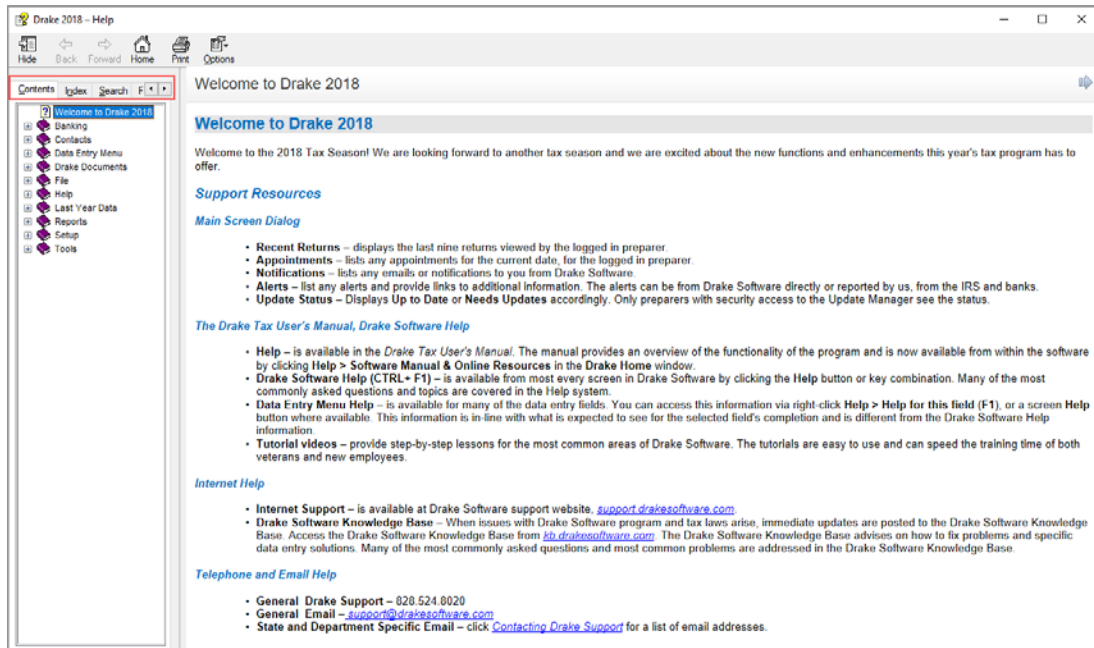 Drake 2018 – Help
Hide Back Forward Home Print Options
Contents Index Search F
Welcome to Drake 2018
Banking
Contacts
Data Entry Menu
Drake Documents
File
Help
Last Year Data
Reports
Setup
Tools
Welcome to Drake 2018
Welcome to Drake 2018
Welcome to the 2018 Tax Season! We are looking forward to another tax season and we are excited about the new functions and enhancements this year's tax program has to
offer.
Support Resources
Main Screen Dialog
• Recent Returns – displays the last nine returns viewed by the logged in preparer.
• Appointments – lists any appointments for the current date, for the logged in preparer.
• Notifications – lists any emails or notifications to you from Drake Software.
• Alerts – list any alerts and provide links to additional information. The alerts can be from Drake Software directly or reported by us, from the IRS and banks.
• Update Status – Displays Up to Date or Needs Updates accordingly. Only preparers with security access to the Update Manager see the status.
The Drake Tax User's Manual, Drake Software Help
• Help – is available in the Drake Tax User's Manual. The manual provides an overview of the functionality of the program and is now available from within the software
by clicking Help > Software Manual & Online Resources in the Drake Home window.
• Drake Software Help (CTRL+ F1) – is available from most every screen in Drake Software by clicking the Help button or key combination. Many of the most
commonly asked questions and topics are covered in the Help system.
• Data Entry Menu Help – is available for many of the data entry fields. You can access this information via right-click Help > Help for this field (F1), or a screen Help
button where available. This information is in-line with what is expected to see for the selected field's completion and is different from the Drake Software Help
information.
• Tutorial videos – provide step-by-step lessons for the most common areas of Drake Software. The tutorials are easy to use and can speed the training time of both
veterans and new employees.
Internet Help
• Internet Support – is available at Drake Software support website, support.drakesoftware.com.
• Drake Software Knowledge Base – When issues with Drake Software program and tax laws arise, immediate updates are posted to the Drake Software Knowledge
Base. Access the Drake Software Knowledge Base from kb.drakesoftware.com. The Drake Software Knowledge Base advises on how to fix problems and specific
data entry solutions. Many of the most commonly asked questions and most common problems are addressed in the Drake Software Knowledge Base.
Telephone and Email Help
• General Drake Support – 828.524.8020
• General Email – support@drakesoftware.com
• State and Department Specific Email – click Contacting Drake Support for a list of email addresses.